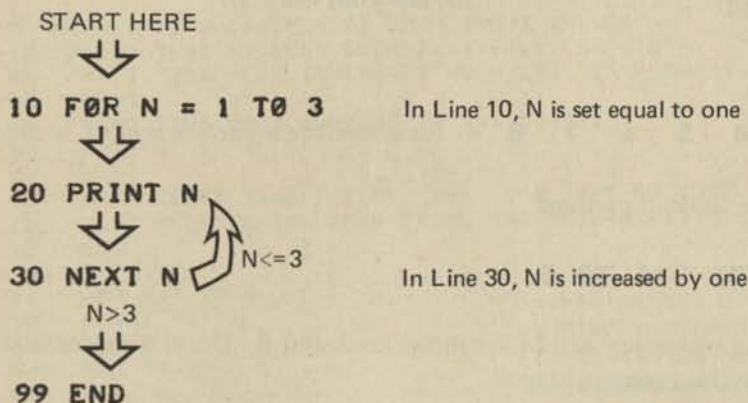 START HERE
10 FØR N = 1 TØ 3 In Line 10, N is set equal to one
20 PRINT N
N<=3
30 NEXT N In Line 30, N is increased by one
N>3
99 END